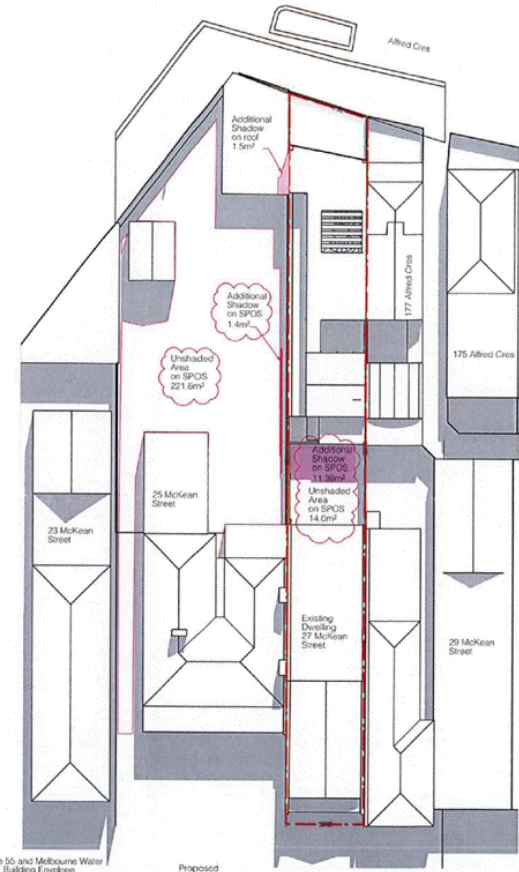 Alfred Cres
Additional
Shadow
on roof
1.5m²
177 Alfred Cres
Additional
Shadow
on SPOS
1.4m²
175 Alfred Cres
Unshaded
Area
on SPOS
221.6m²
Additional
Shadow
on SPOS
11.39m²
Unshaded
Area
on SPOS
14.0m²
25 McKean
Street
23 McKean
Street
Existing
Dwelling
27 McKean
Street
29 McKean
Street
55 and Melbourne Water
Building Envelope
Proposed